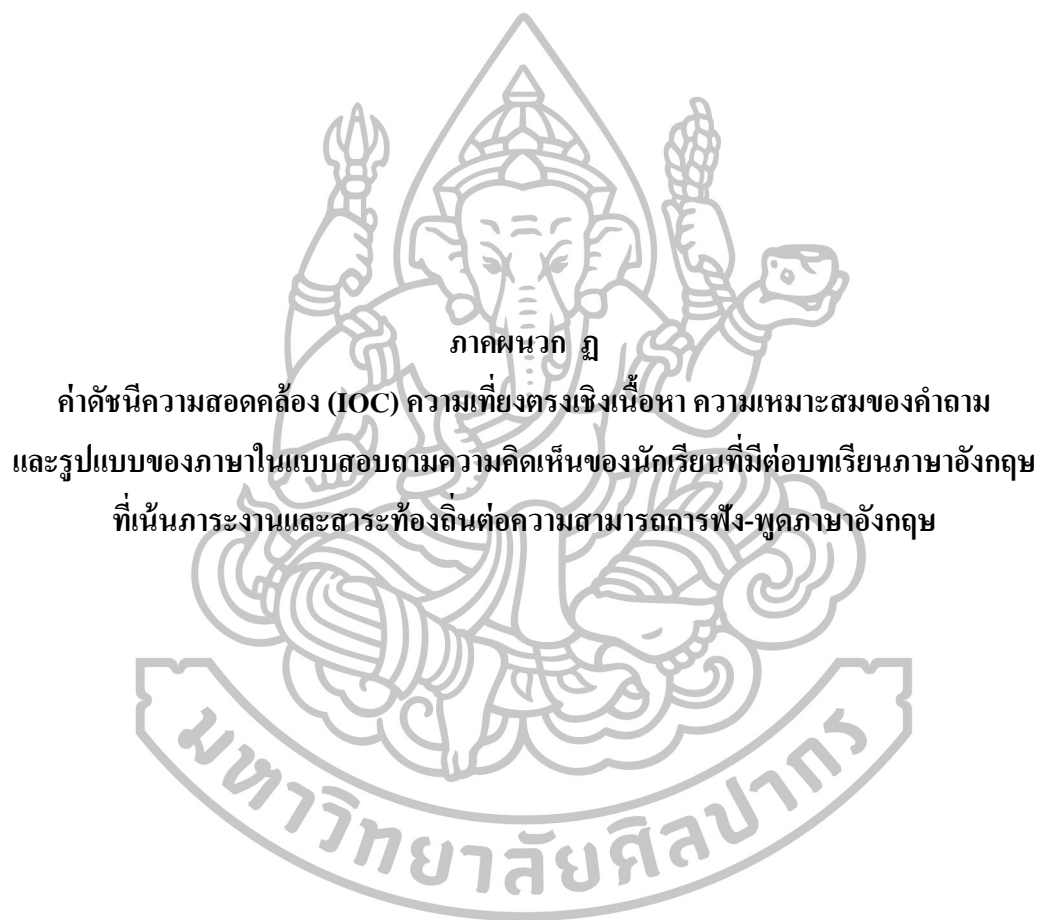 ภาคผนวก ฏ
ค่าดัชนีความสอดคล้อง (IOC) ความเที่ยงตรงเชิงเนื้อหา ความเหมาะสมของคำถาม
และรูปแบบของภาษาในแบบสอบถามความคิดเห็นของนักเรียนที่มีต่อบทเรียนภาษาอังกฤษ
ที่เน้นภาระงานและสาระท้องถิ่นต่อความสามารถการฟัง-พูดภาษาอังกฤษ
มหาวิทยาลัยศิลปากร